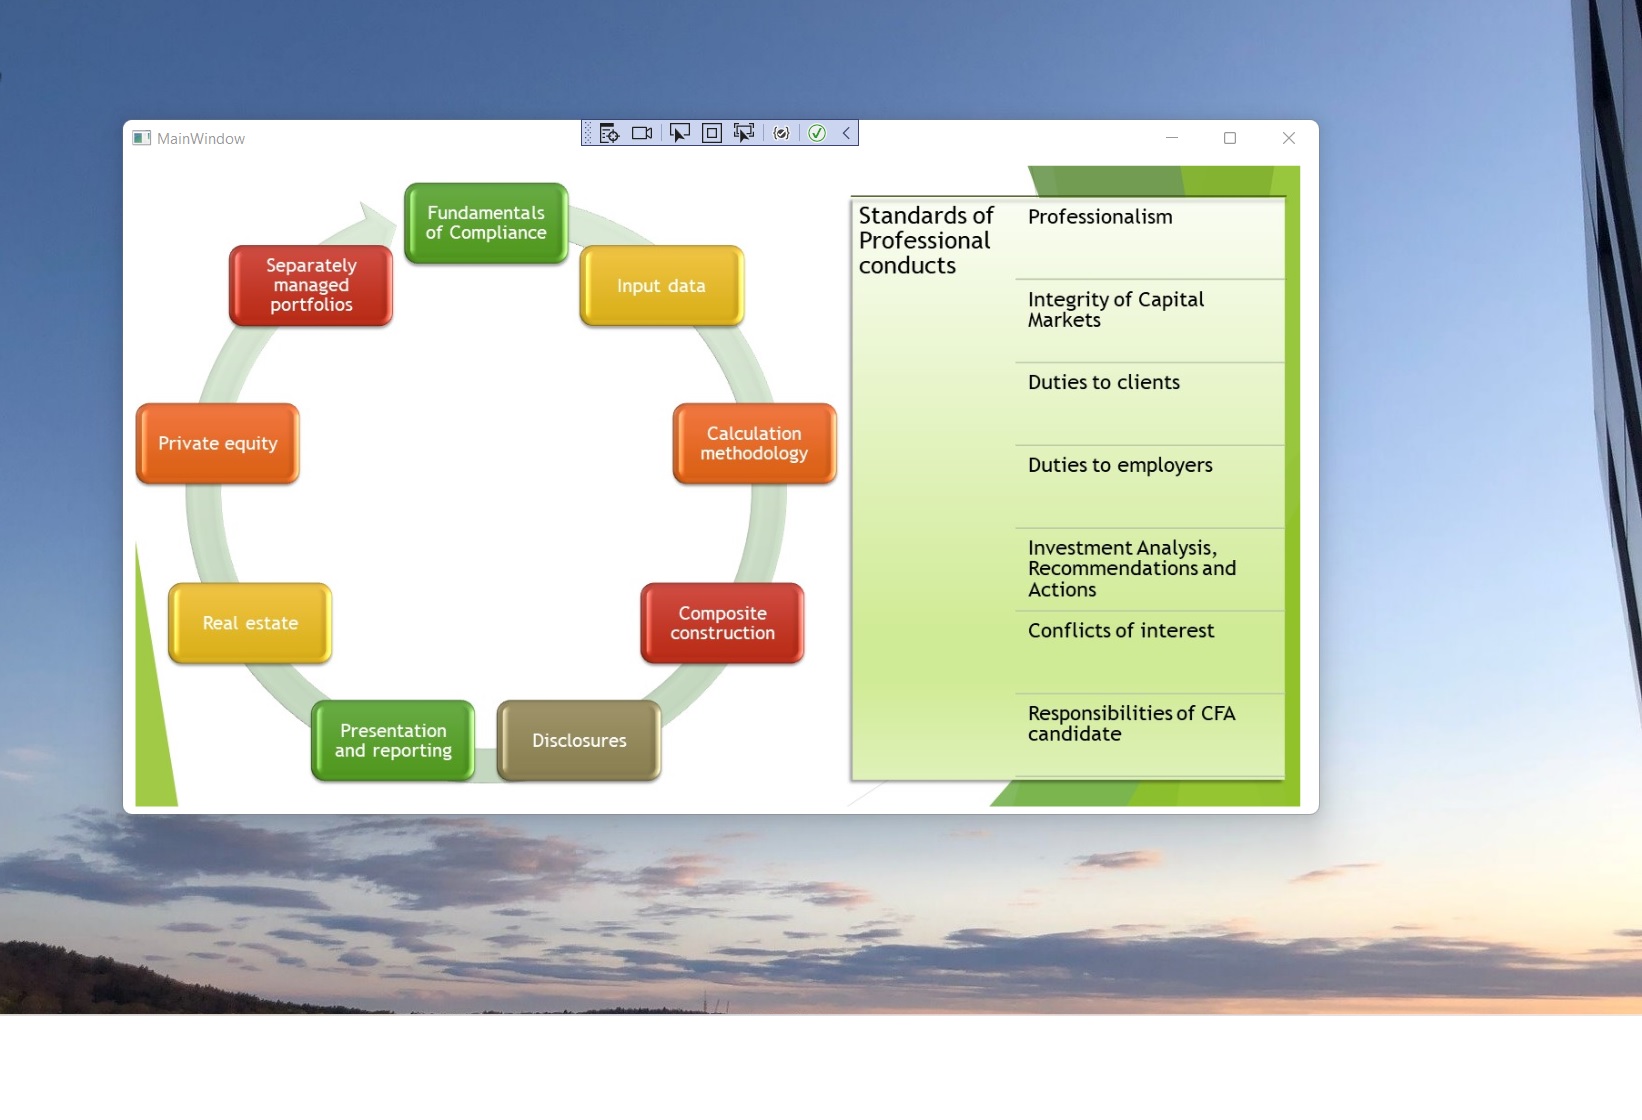 MainWindow
Fundamentals
of Compliance
Input data
Calculation
methodology
Composite
construction
Disclosures
Presentation
and reporting
Real estate
Private equity
Separately
managed
portfolios
Standards of
Professional
conducts
Professionalism
Integrity of Capital
Markets
Duties to clients
Duties to employers
Investment Analysis,
Recommendations and
Actions
Conflicts of interest
Responsibilities of CFA
candidate